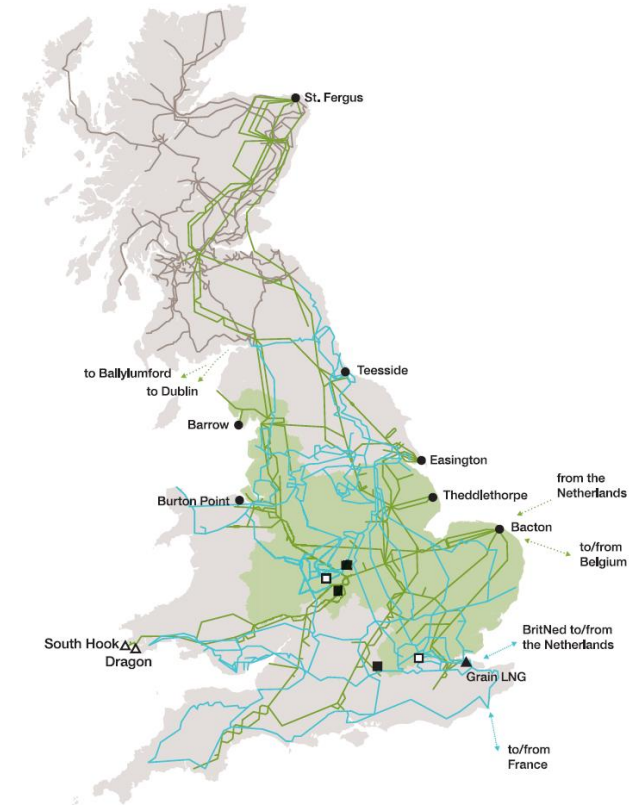 St. Fergus
to Ballylumford
to Dublin
Teesside
Barrow
Easington
Burton Point
Theddlethorpe
from the
Netherlands
Bacton
to/from
Belgium
South Hook
Dragon
BritNed to/from
the Netherlands
Grain LNG
to/from
France